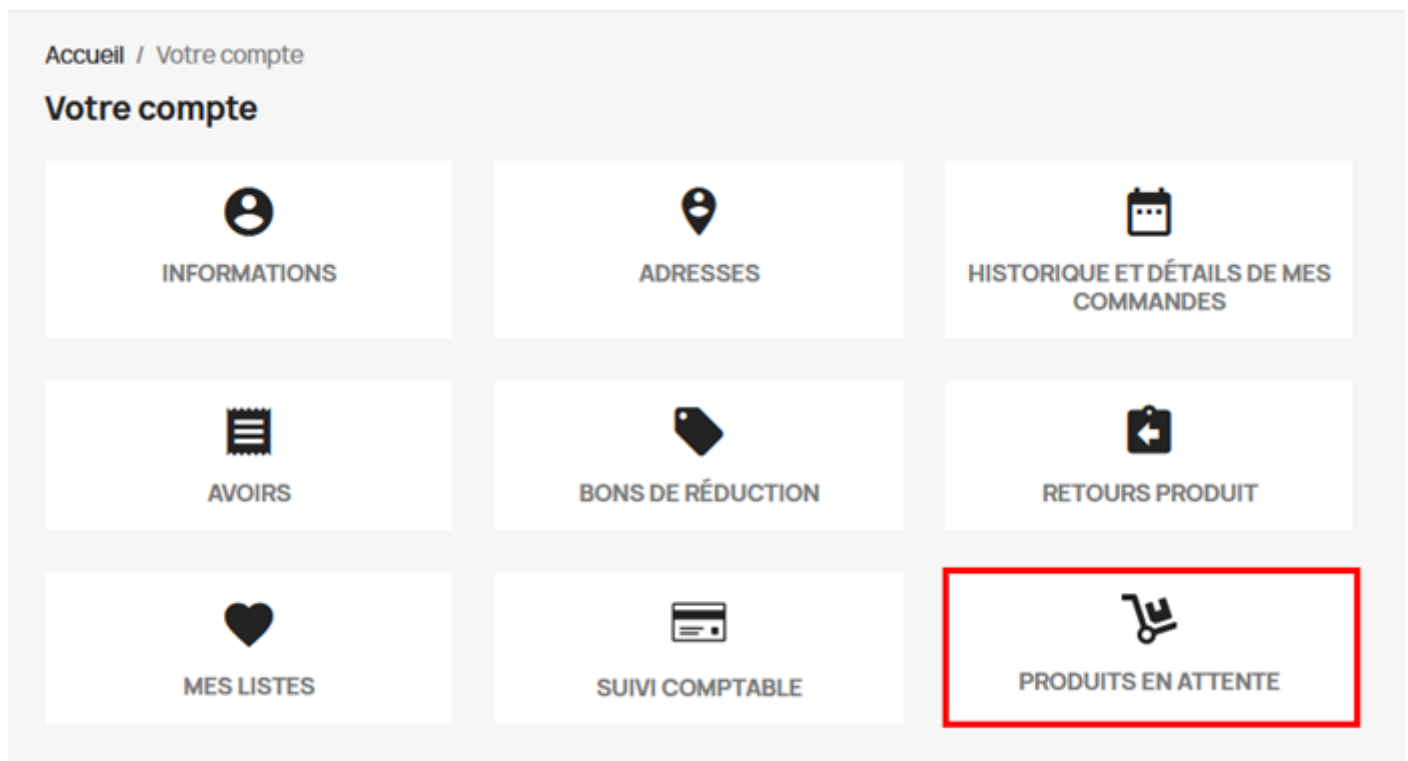 Accueil / Votre compte
Votre compte
INFORMATIONS
ADRESSES
HISTORIQUE ET DÉTAILS DE MES
COMMANDES
AVOIRS
BONS DE RÉDUCTION
RETOURS PRODUIT
MES LISTES
SUIVI COMPTABLE
PRODUITS EN ATTENTE